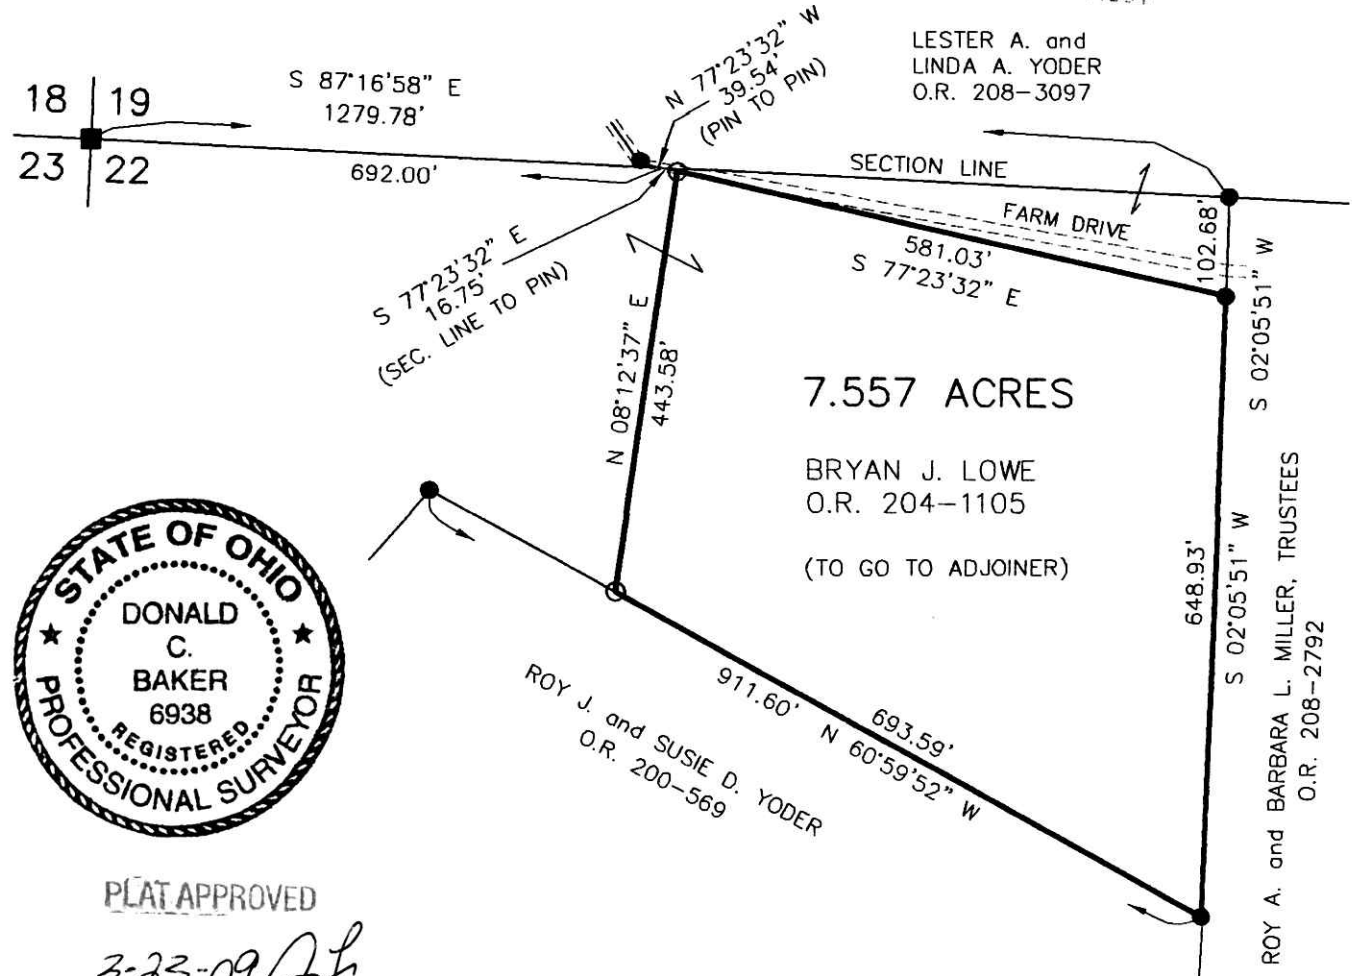 LESTER A. and
LINDA A. YODER
O.R. 208-3097
18 19
23 22
S 87°16'58" E
1279.78'
692.00'
N 77°23'32" W
39.54'
(PIN TO PIN)
SECTION LINE
FARM DRIVE
102.68'
S 02°05'51" W
581.03'
S 77°23'32" E
S 77°23'32" E
16.75'
(SEC. LINE TO PIN)
N 08°12'37" E
443.58'
7.557 ACRES
BRYAN J. LOWE
O.R. 204-1105
(TO GO TO ADJOINER)
648.93'
S 02°05'51" W
ROY A. and BARBARA L. MILLER, TRUSTEES
O.R. 208-2792
911.60'
693.59'
N 60°59'52" W
ROY J. and SUSIE D. YODER
O.R. 200-569
STATE OF OHIO
DONALD
C.
BAKER
6938
REGISTERED
PROFESSIONAL SURVEYOR
PLAT APPROVED
3-23-09